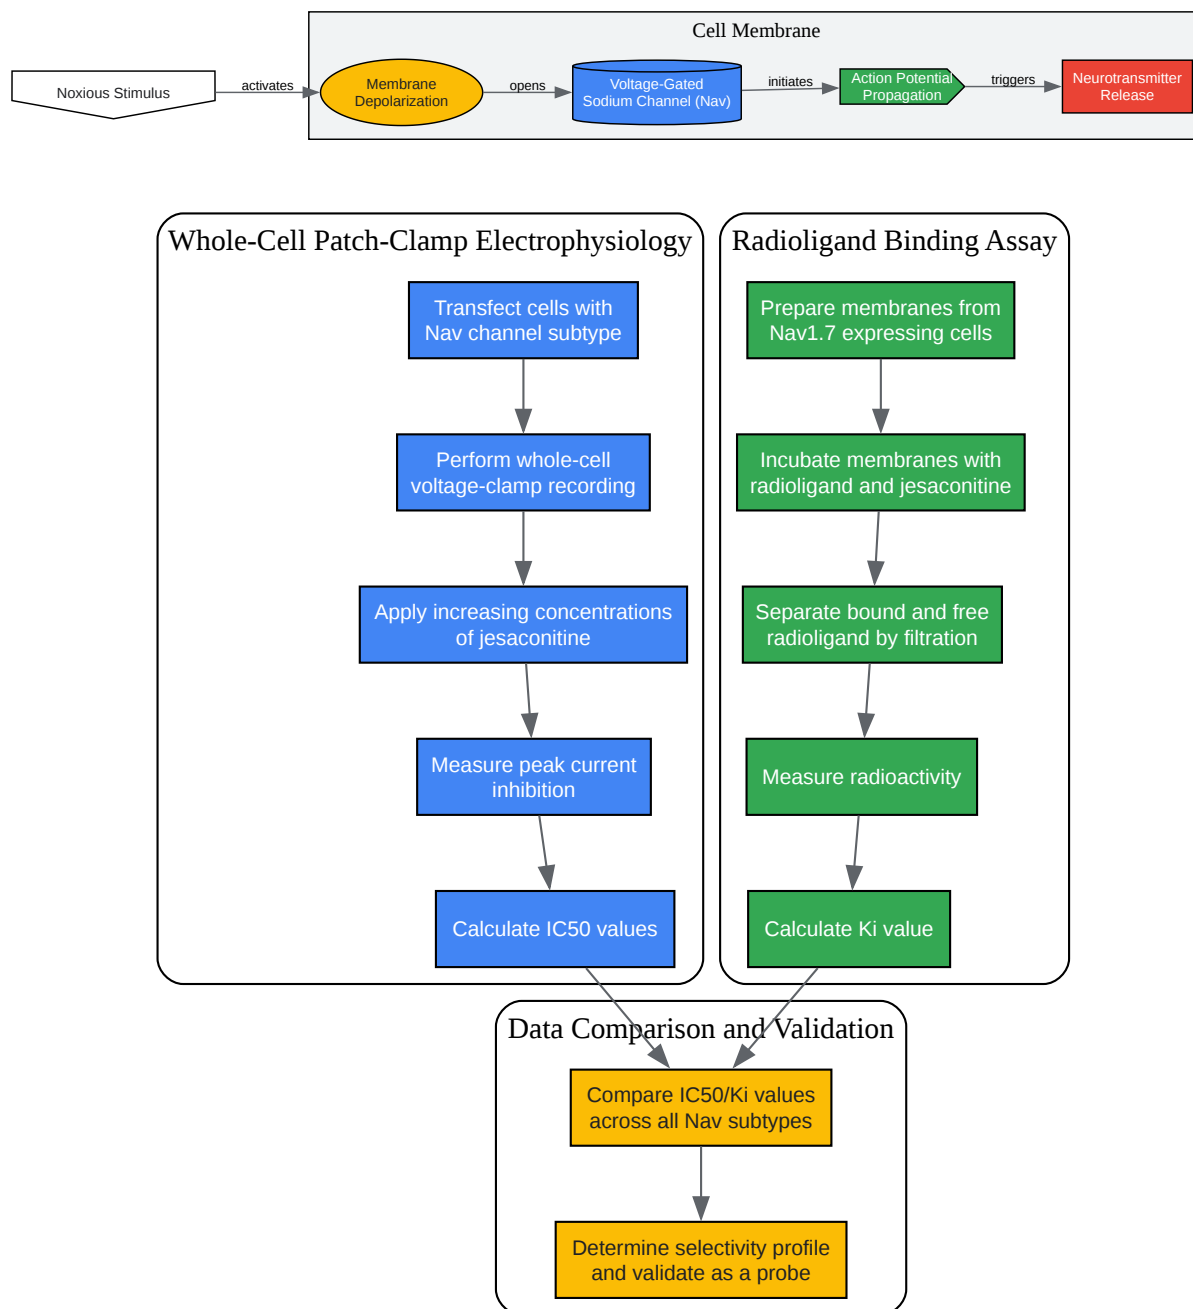 Cell Membrane
Noxious Stimulus
activates
Membrane
Depolarization
opens
Voltage-Gated
Sodium Channel (Nav)
initiates
Action Potential
Propagation
triggers
Neurotransmitter
Release
Whole-Cell Patch-Clamp Electrophysiology
Transfect cells with
Nav channel subtype
Perform whole-cell
voltage-clamp recording
Apply increasing concentrations
of jesaconitine
Measure peak current
inhibition
Calculate IC50 values
Radioligand Binding Assay
Prepare membranes from
Nav1.7 expressing cells
Incubate membranes with
radioligand and jesaconitine
Separate bound and free
radioligand by filtration
Measure radioactivity
Calculate Ki value
Data Comparison and Validation
Compare IC50/Ki values
across all Nav subtypes
Determine selectivity profile
and validate as a probe